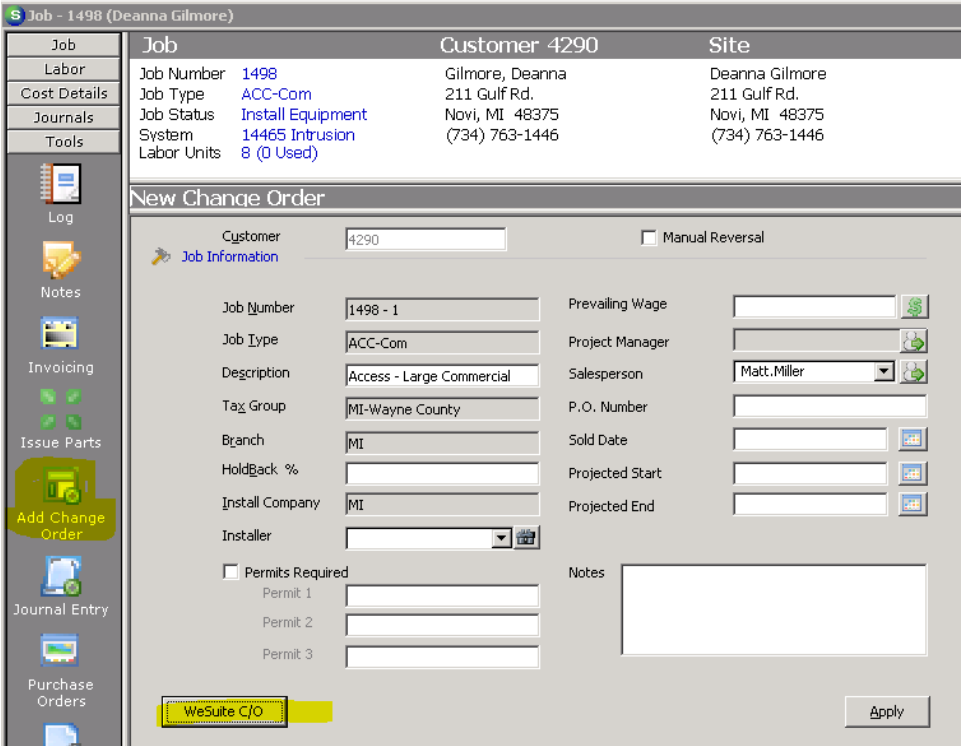 S Job - 1498 (Deanna Gilmore)
Job
Labor
Cost Details
Journals
Tools
Log
Notes
Invoicing
Issue Parts
Add Change
Order
Journal Entry
Purchase
Orders
Job Customer 4290 Site
Job Number 1498 Gilmore, Deanna Deanna Gilmore
Job Type ACC-Com 211 Gulf Rd. 211 Gulf Rd.
Job Status Install Equipment Novi, MI 48375 Novi, MI 48375
System 14465 Intrusion (734) 763-1446 (734) 763-1446
Labor Units 8 (0 Used)
New Change Order
Customer 4290 Manual Reversal
Job Information
Job Number 1498 - 1 Prevailing Wage
Job Type ACC-Com Project Manager
Description Access - Large Commercial Salesperson Matt.Miller
Tax Group MI-Wayne County P.O. Number
Branch MI Sold Date
HoldBack % Projected Start
Install Company MI Projected End
Installer
Permits Required Notes
Permit 1
Permit 2
Permit 3
WeSuite C/O Apply